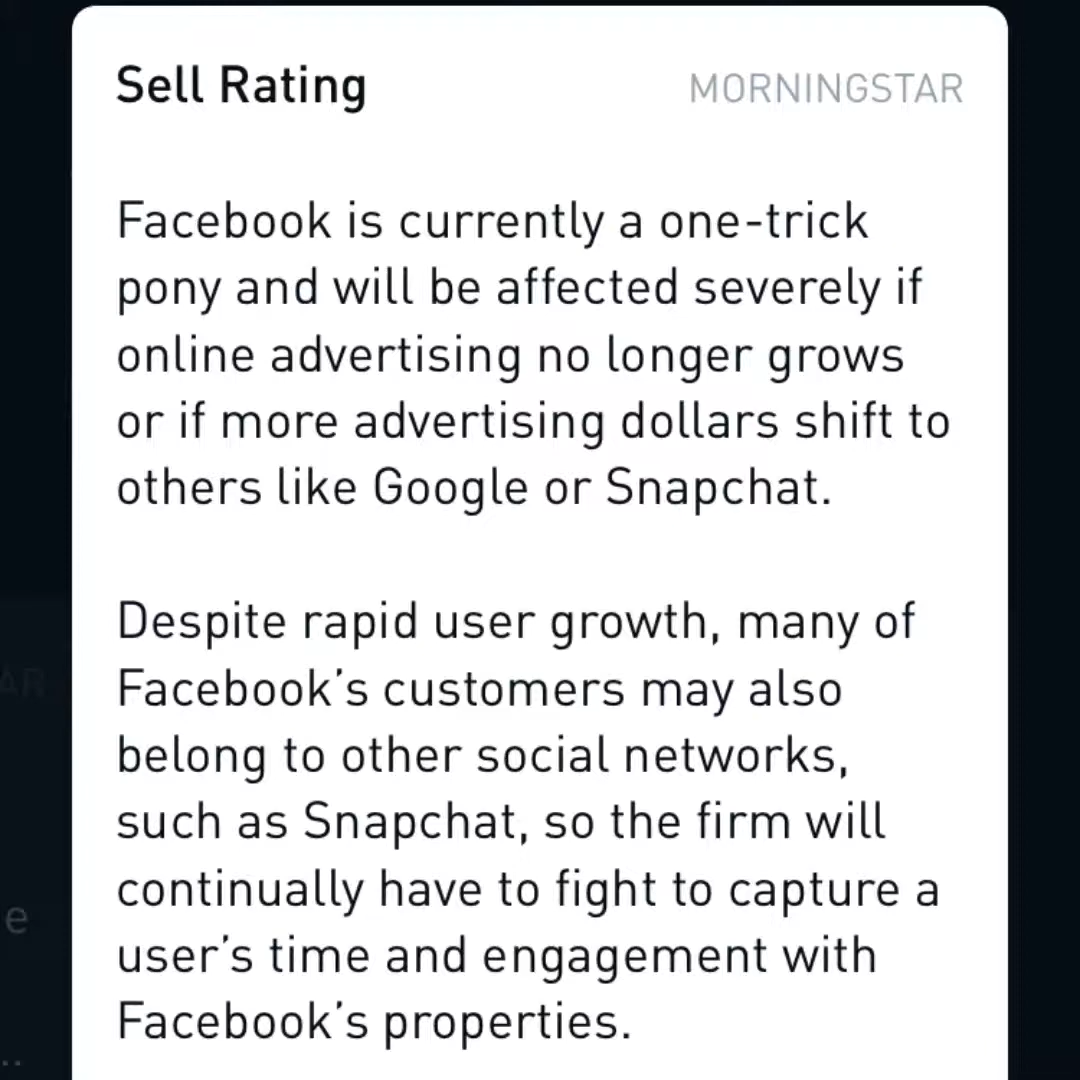 Sell Rating MORNINGSTAR
Facebook is currently a one-trick
pony and will be affected severely if
online advertising no longer grows
or if more advertising dollars shift to
others like Google or Snapchat.
Despite rapid user growth, many of
Facebook’s customers may also
belong to other social networks,
such as Snapchat, so the firm will
continually have to fight to capture a
user’s time and engagement with
Facebook’s properties.
AR
e
..